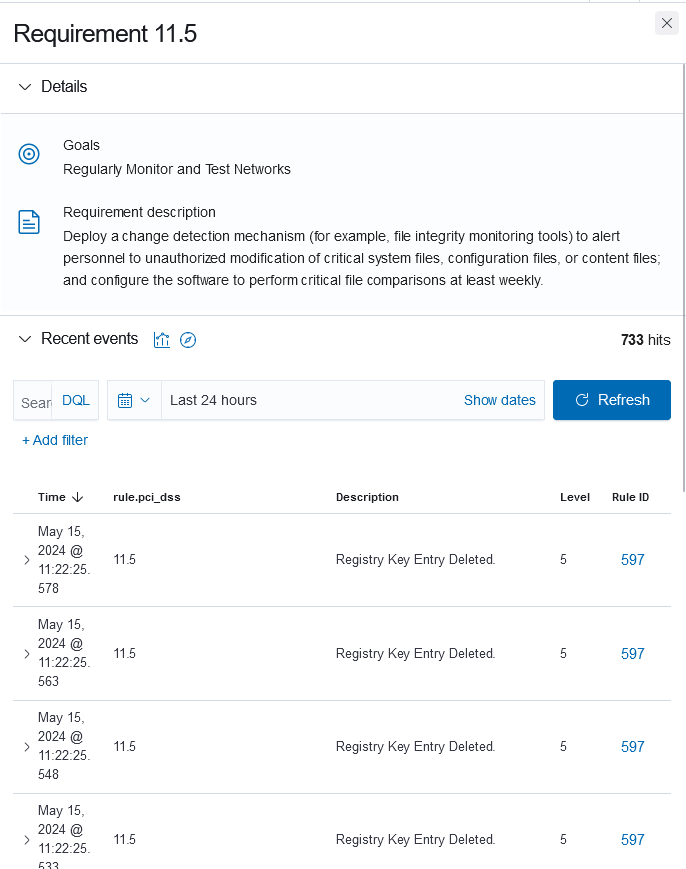 Requirement 11.5
Details
Goals
Regularly Monitor and Test Networks
Requirement description
Deploy a change detection mechanism (for example, file integrity monitoring tools) to alert
personnel to unauthorized modification of critical system files, configuration files, or content files;
and configure the software to perform critical file comparisons at least weekly.
Recent events 733 hits
Sear DQL Last 24 hours Show dates Refresh
+ Add filter
Time rule.pci_dss Description Level Rule ID
May 15,
2024 @
11:22:25.
578
11.5 Registry Key Entry Deleted. 5 597
May 15,
2024 @
11:22:25.
563
11.5 Registry Key Entry Deleted. 5 597
May 15,
2024 @
11:22:25.
548
11.5 Registry Key Entry Deleted. 5 597
May 15,
2024 @
11:22:25.
533
11.5 Registry Key Entry Deleted. 5 597